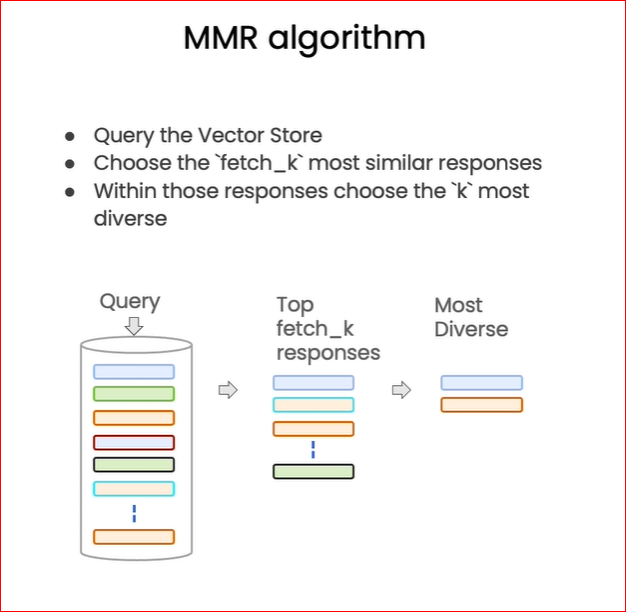 MMR algorithm
● Query the Vector Store
● Choose the `fetch_k` most similar responses
● Within those responses choose the `k` most
diverse
Query
Top
fetch_k
responses
Most
Diverse